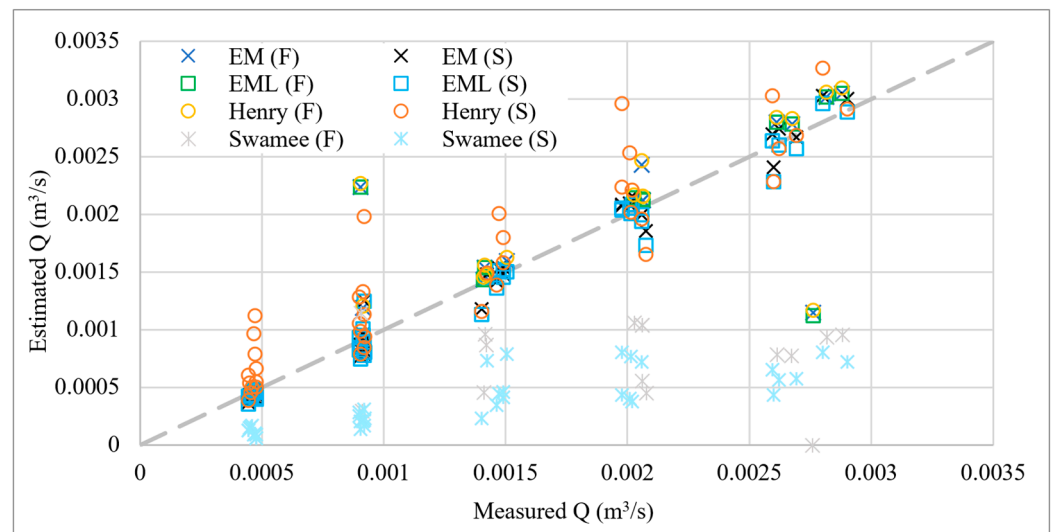 0.0035
EM (F) EM (S)
0.003
EML (F) EML (S)
Henry (F) Henry (S)
0.0025
Swamee (F) Swamee (S)
0.002
0.0015
0.001
0.0005
0
Estimated Q (m³/s)
0 0.0005 0.001 0.0015 0.002 0.0025 0.003 0.0035
Measured Q (m³/s)